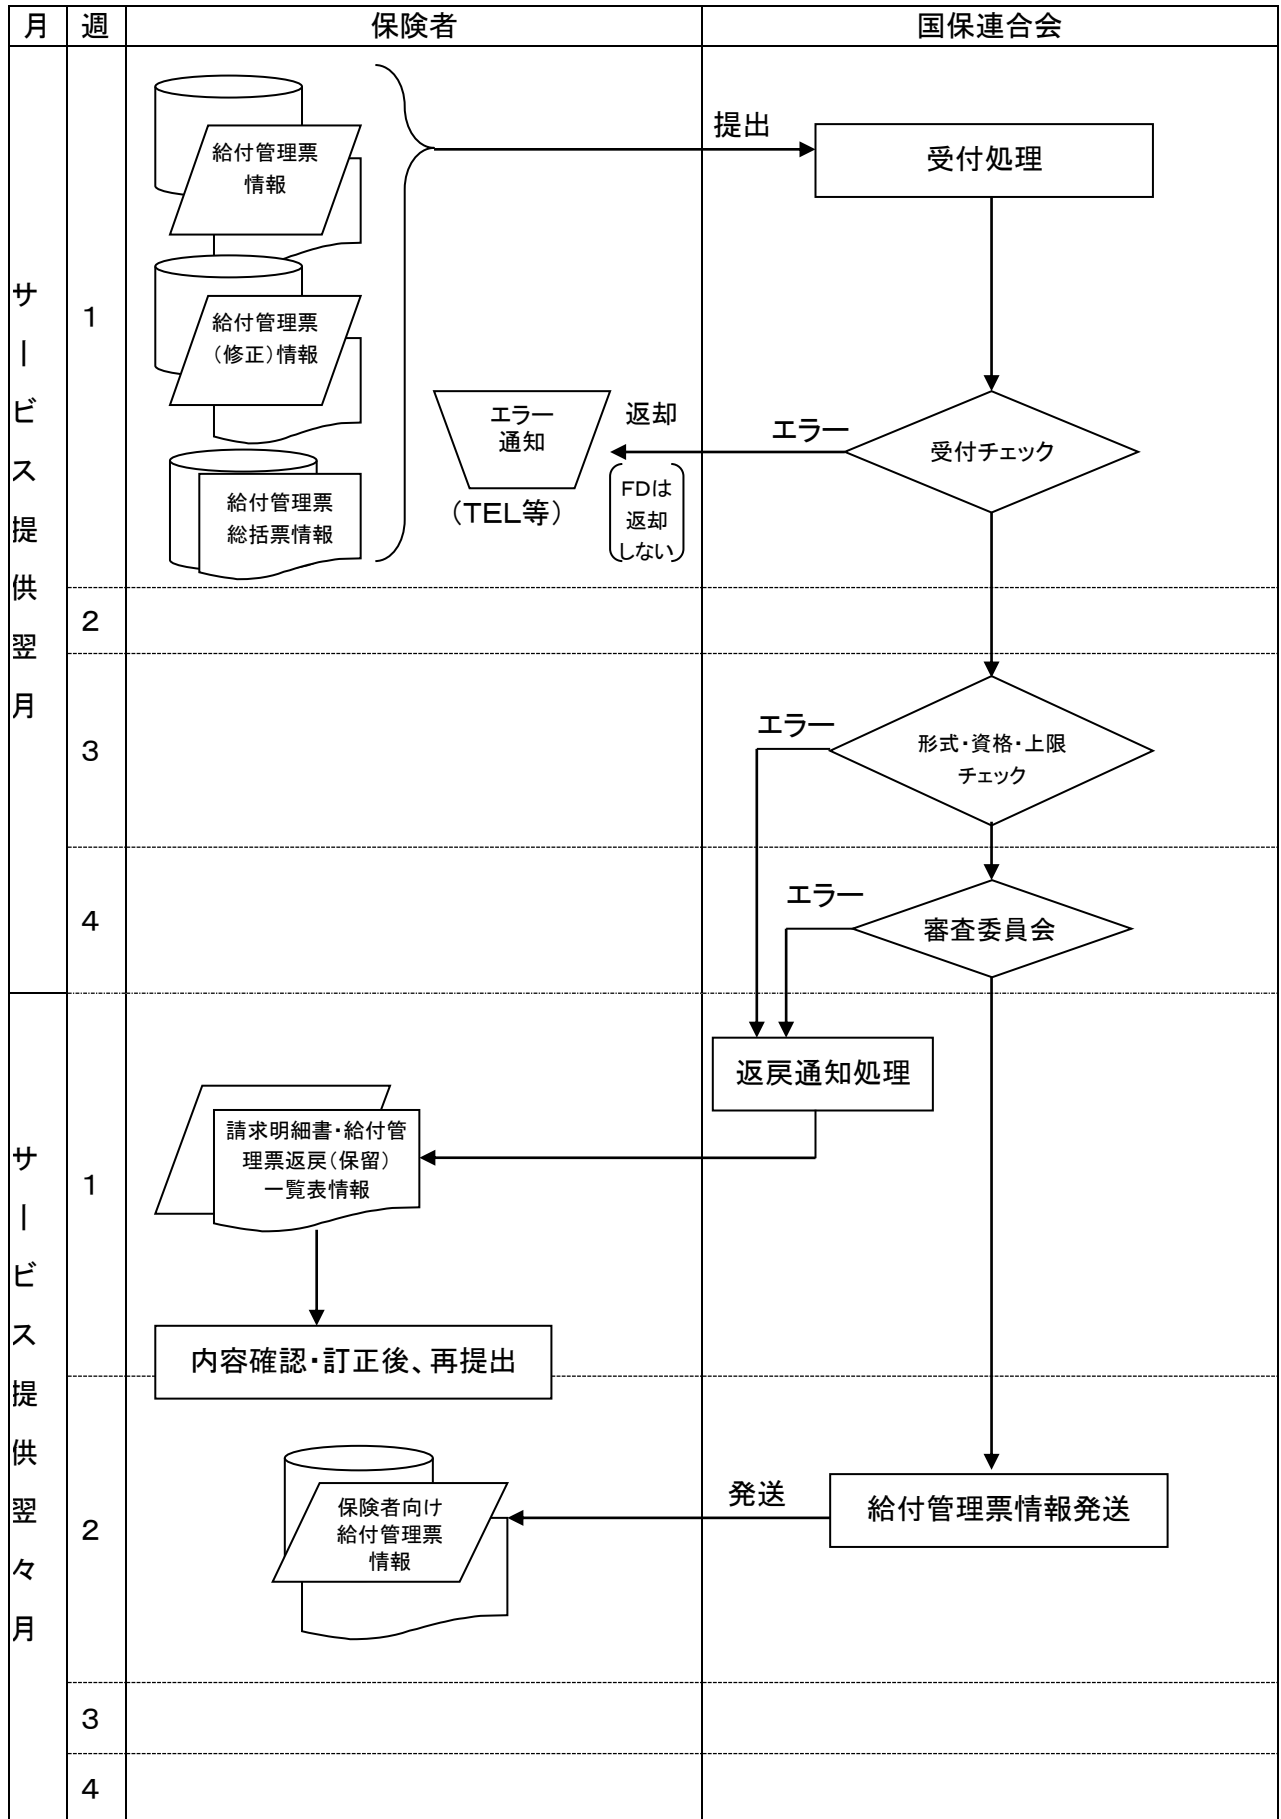 月
週
保険者
国保連合会
サービス提供翌月
1
給付管理票
情報
給付管理票
（修正）情報
給付管理票
総括票情報
提出
受付処理
受付チェック
エラー
返却
FDは
返却
しない
エラー
通知
（TEL等）
2
3
エラー
形式・資格・上限
チェック
4
エラー
審査委員会
サービス提供翌々月
1
返戻通知処理
請求明細書・給付管
理票返戻（保留）
一覧表情報
内容確認・訂正後、再提出
2
給付管理票情報発送
発送
保険者向け
給付管理票
情報
3
4